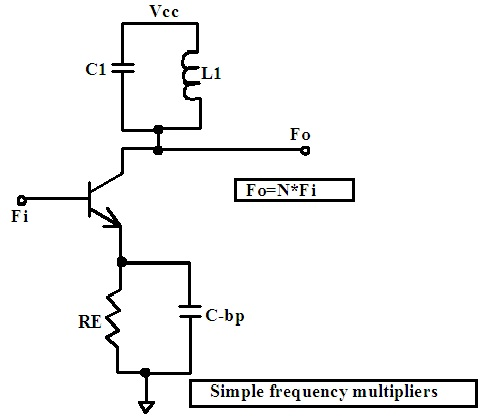 Vcc
C1
L1
Fo
Fo=N*Fi
Fi
RE
C-bp
Simple frequency multipliers